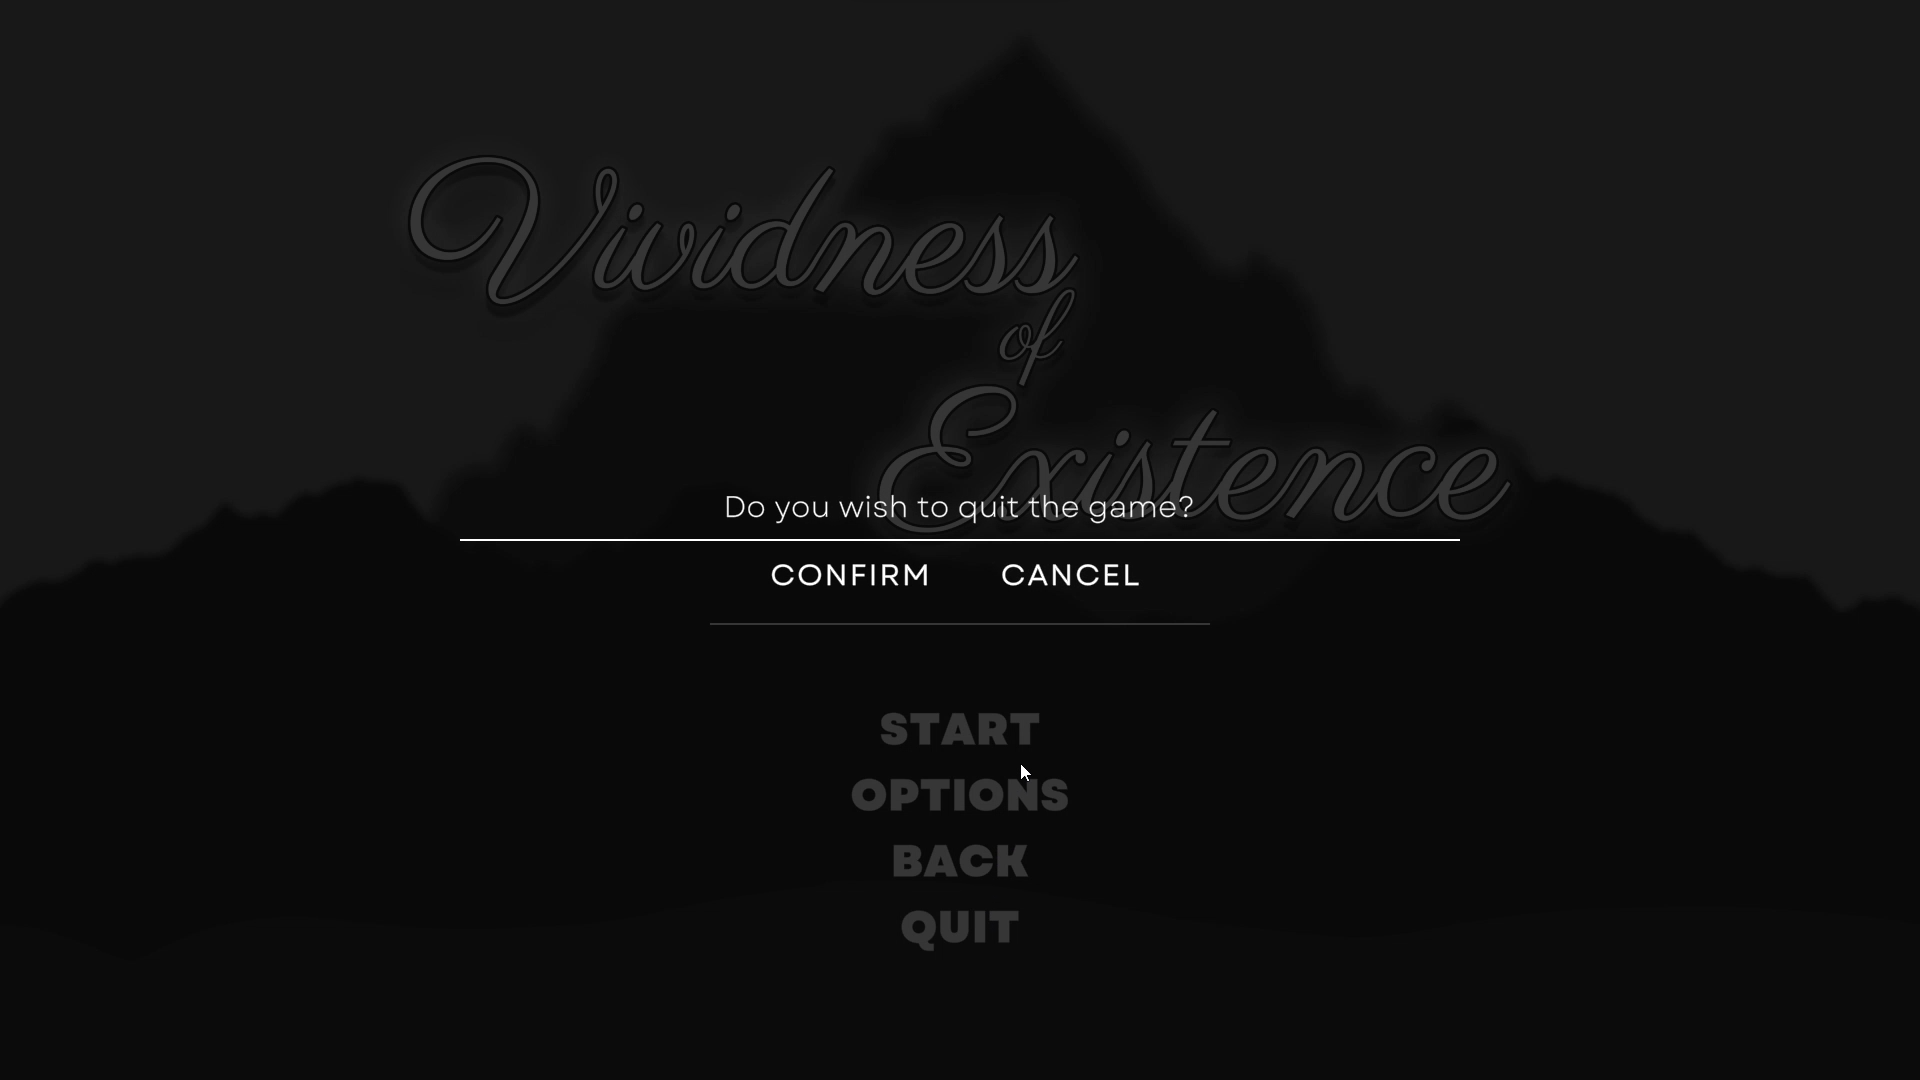 Vividness
of
Existence
Do you wish to quit the game?
CONFIRM CANCEL
START
OPTIONS
BACK
QUIT